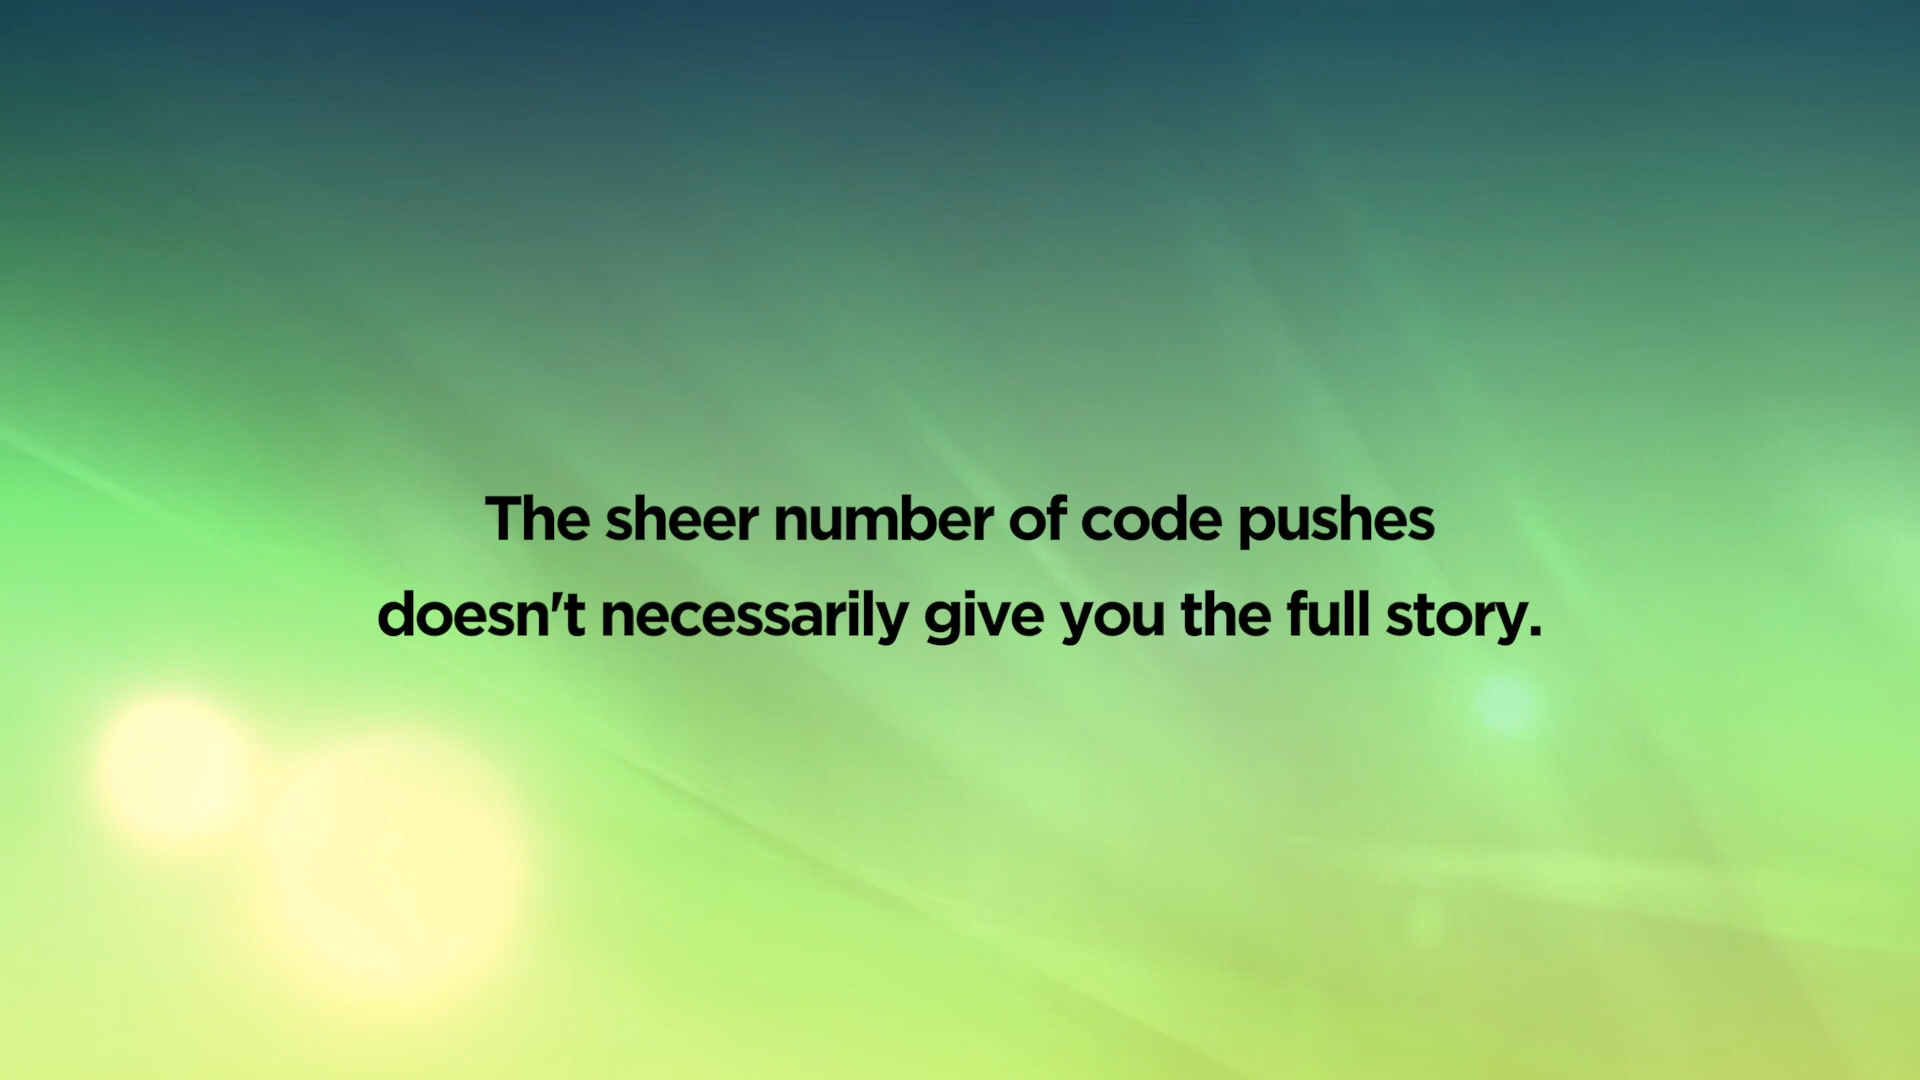 The sheer number of code pushes
doesn't necessarily give you the full story.